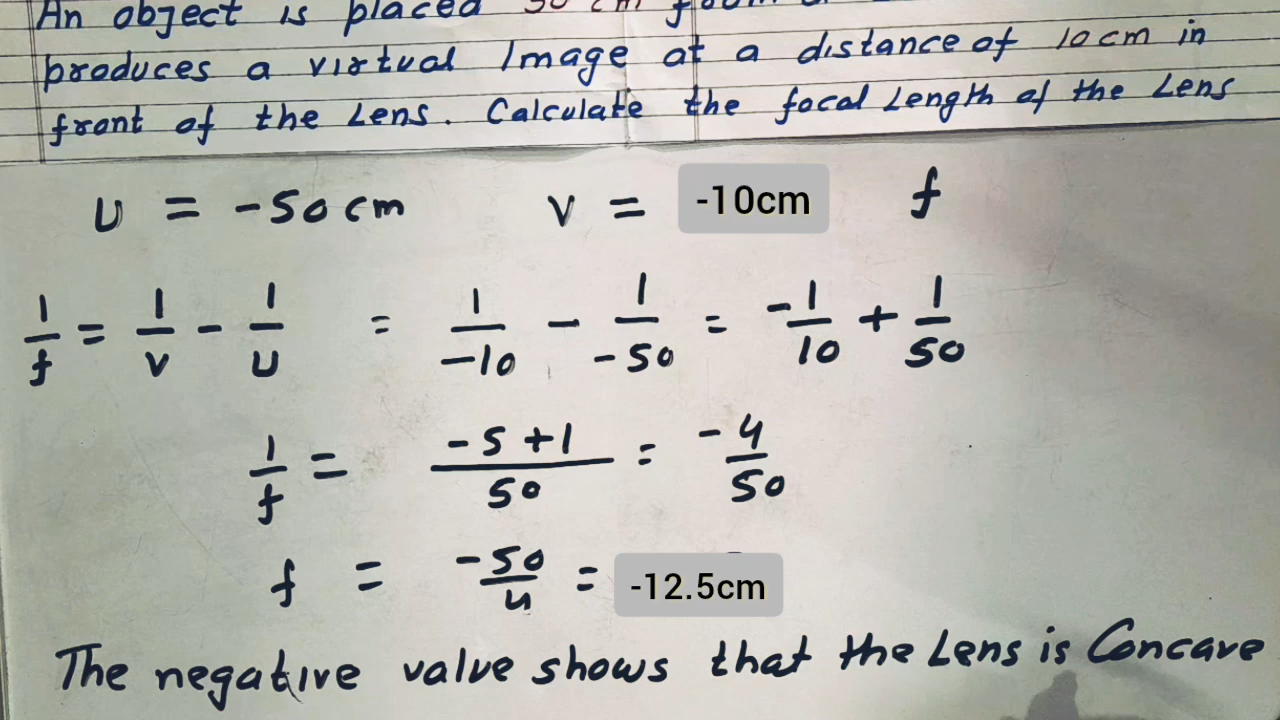 An object is placed 50 cm from a
produces a virtual Image at a distance of 10 cm in
front of the Lens. Calculate the focal Length of the Lens
u = -50 cm v = -10cm f
1/f = 1/v - 1/u = 1/-10 - 1/-50 = -1/10 + 1/50
1/f = -5+1/50 = -4/50
f = -50/4 = -12.5cm
The negative value shows that the Lens is Concave